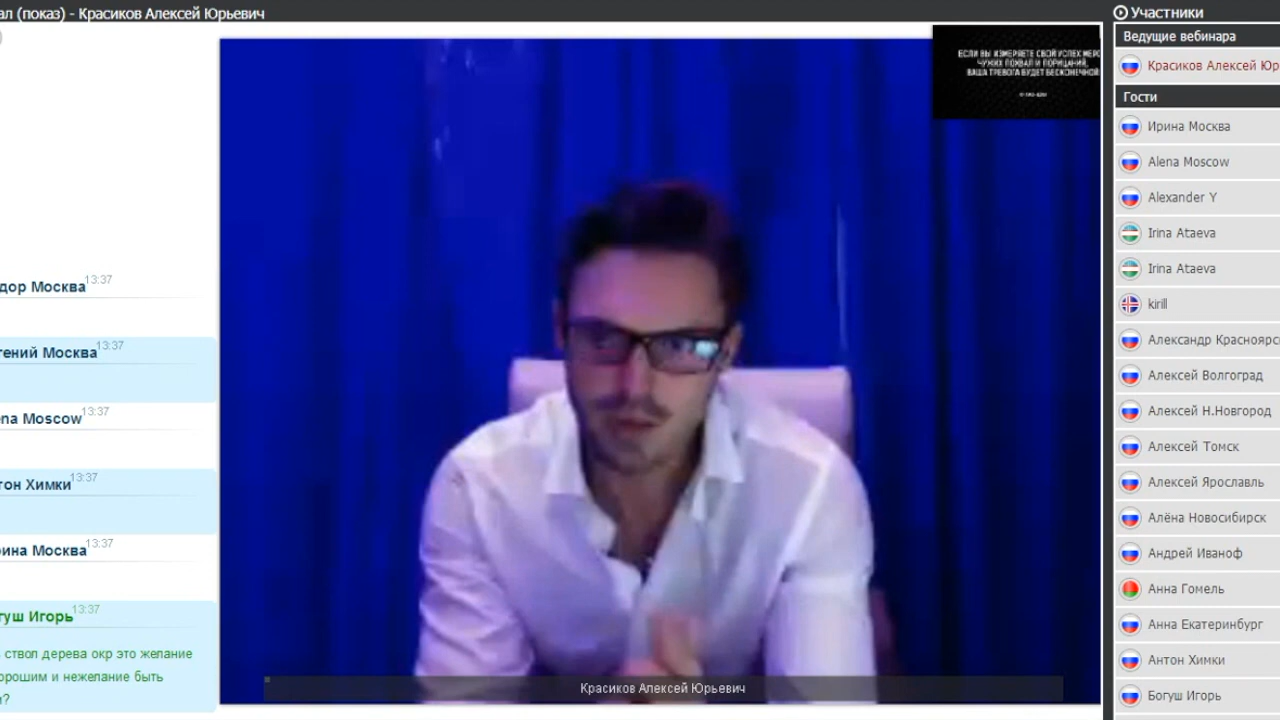 ал (показ) - Красиков Алексей Юрьевич
дор Москва 13:37
гений Москва 13:37
na Moscow 13:37
тон Химки 13:37
рина Москва 13:37
гуш Игорь 13:37
ствол дерева окр это желание
орошим и нежелание быть
?
ЕСЛИ ВЫ ИЗМЕРЯЕТЕ СВОЙ УСПЕХ МЕРО
ЧУЖИХ ПОХВАЛ И ПОРИЦАНИЙ,
ВАША ТРЕВОГА БУДЕТ БЕСКОНЕЧНОЙ
Красиков Алексей Юрьевич
Участники
Ведущие вебинара
Красиков Алексей Юр
Гости
Ирина Москва
Alena Moscow
Alexander Y
Irina Ataeva
Irina Ataeva
kirill
Александр Красноярс
Алексей Волгоград
Алексей Н.Новгород
Алексей Томск
Алексей Ярославль
Алёна Новосибирск
Андрей Иваноф
Анна Гомель
Анна Екатеринбург
Антон Химки
Богуш Игорь